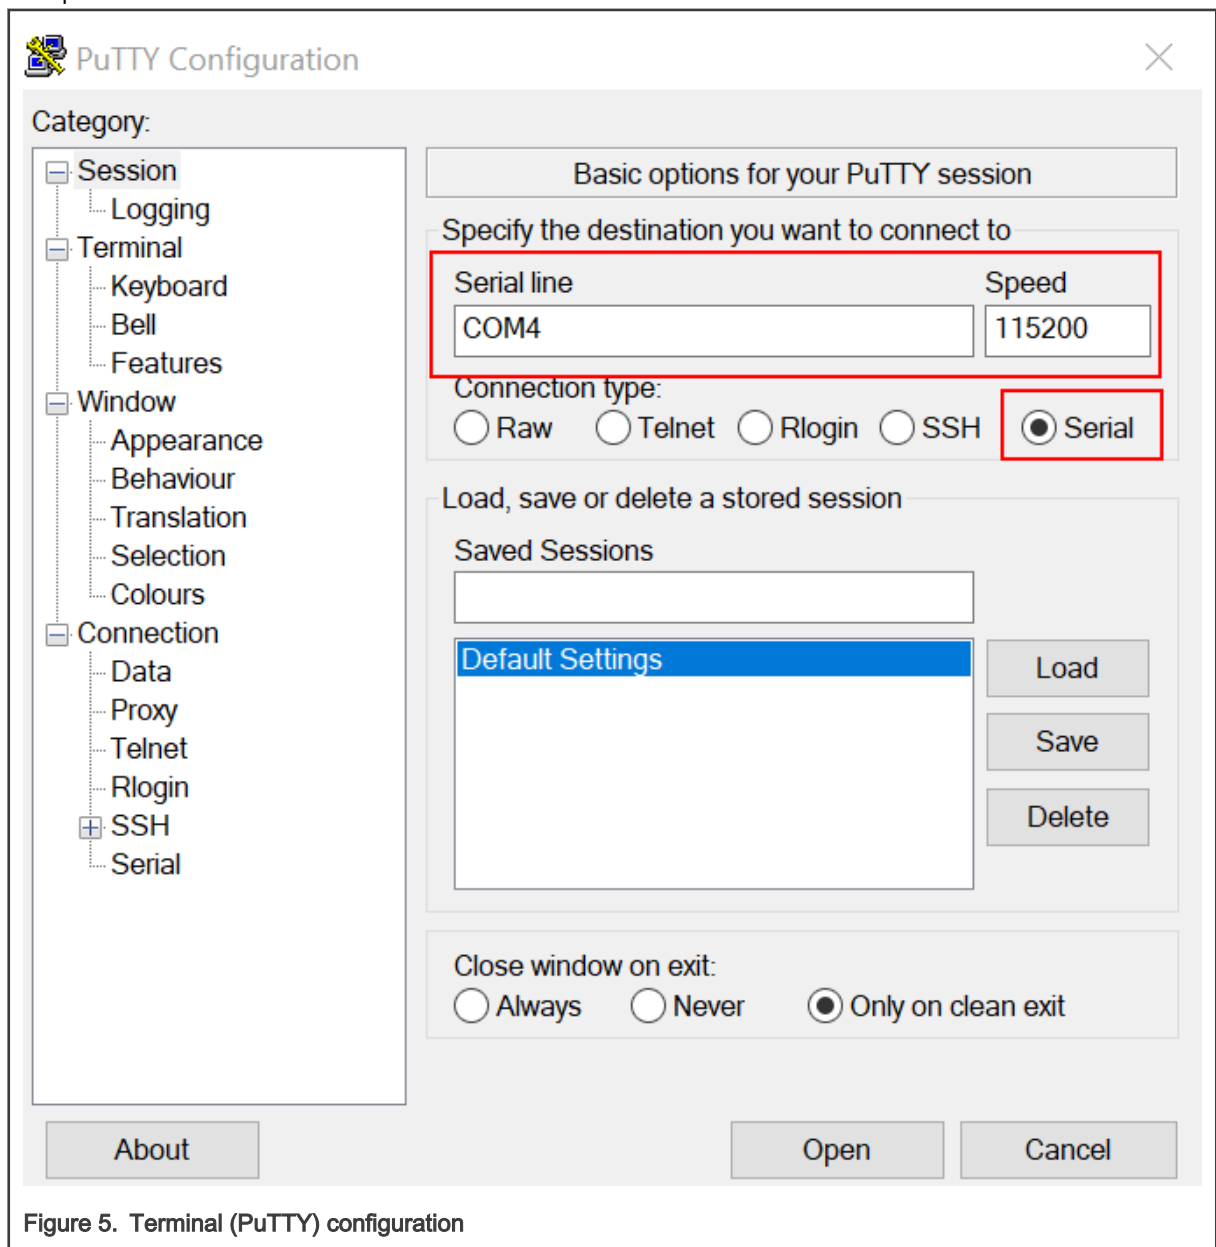 PuTTY Configuration
Category:
Session
Logging
Terminal
Keyboard
Bell
Features
Window
Appearance
Behaviour
Translation
Selection
Colours
Connection
Data
Proxy
Telnet
Rlogin
SSH
Serial
Basic options for your PuTTY session
Specify the destination you want to connect to
Serial line Speed
COM4 115200
Connection type:
Raw Telnet Rlogin SSH Serial
Load, save or delete a stored session
Saved Sessions
Default Settings
Load
Save
Delete
Close window on exit:
Always Never Only on clean exit
About Open Cancel
Figure 5. Terminal (PuTTY) configuration